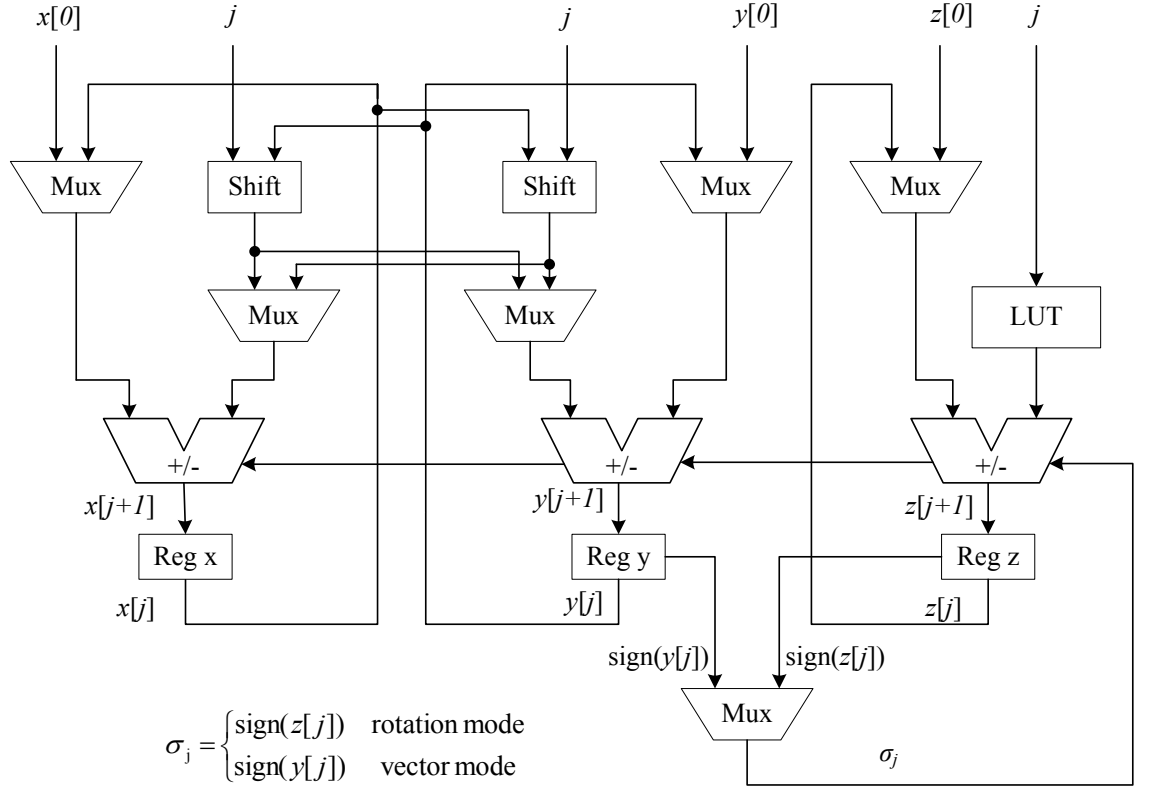 x[0]
j
j
y[0]
z[0]
j
Mux
Shift
Shift
Mux
Mux
Mux
Mux
LUT
+/-
+/-
+/-
x[j+1]
y[j+1]
z[j+1]
Reg x
Reg y
Reg z
x[j]
y[j]
z[j]
sign(y[j])
sign(z[j])
Mux
σj = { sign(z[j]) rotation mode
sign(y[j]) vector mode
σj